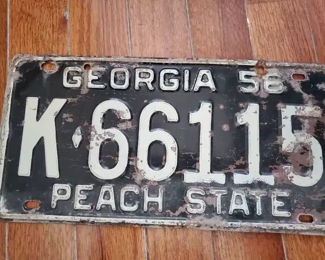 GEORGIA 58
K·66115
PEACH STATE